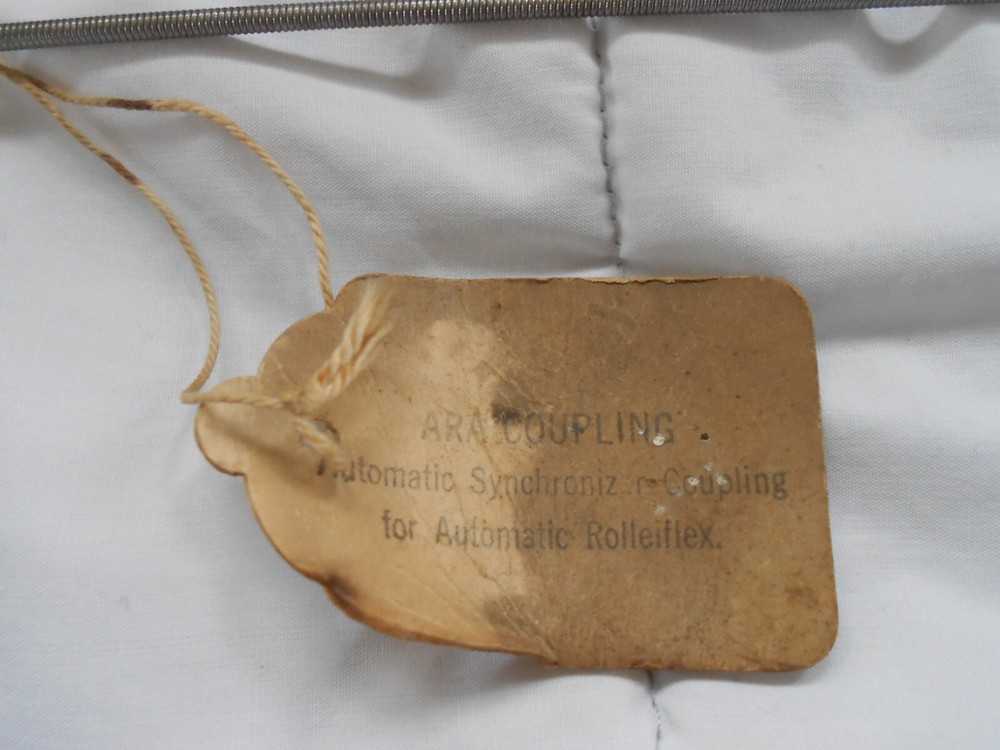 ARA COUPLING
Automatic Synchronizer-Coupling
for Automatic Rolleiflex.